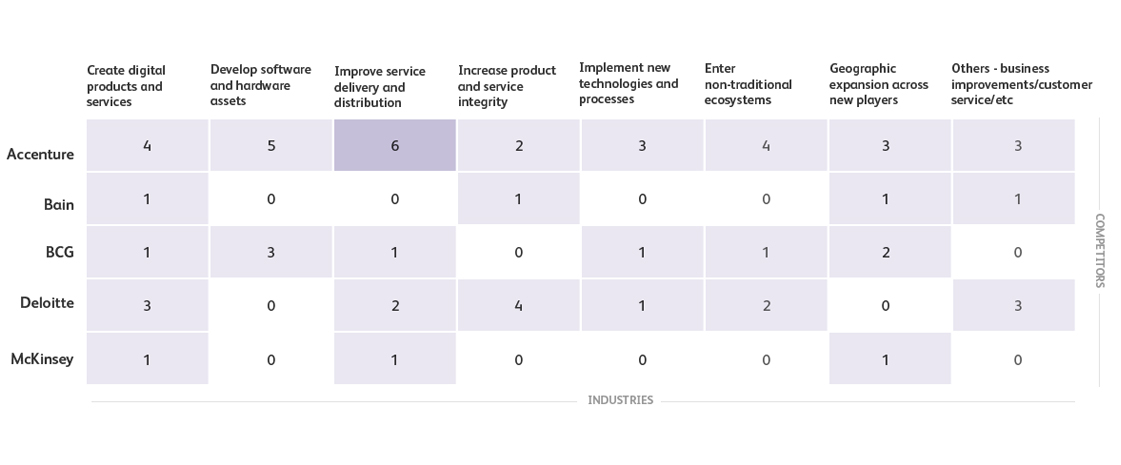 Create digital
products and
services
Develop software
and hardware
assets
Improve service
delivery and
distribution
Increase product
and service
integrity
Implement new
technologies and
processes
Enter
non-traditional
ecosystems
Geographic
expansion across
new players
Others - business
improvements/customer
service/etc
Accenture 4 5 6 2 3 4 3 3
Bain 1 0 0 1 0 0 1 1
BCG 1 3 1 0 1 1 2 0
Deloitte 3 0 2 4 1 2 0 3
McKinsey 1 0 1 0 0 0 1 0
COMPETITORS
INDUSTRIES